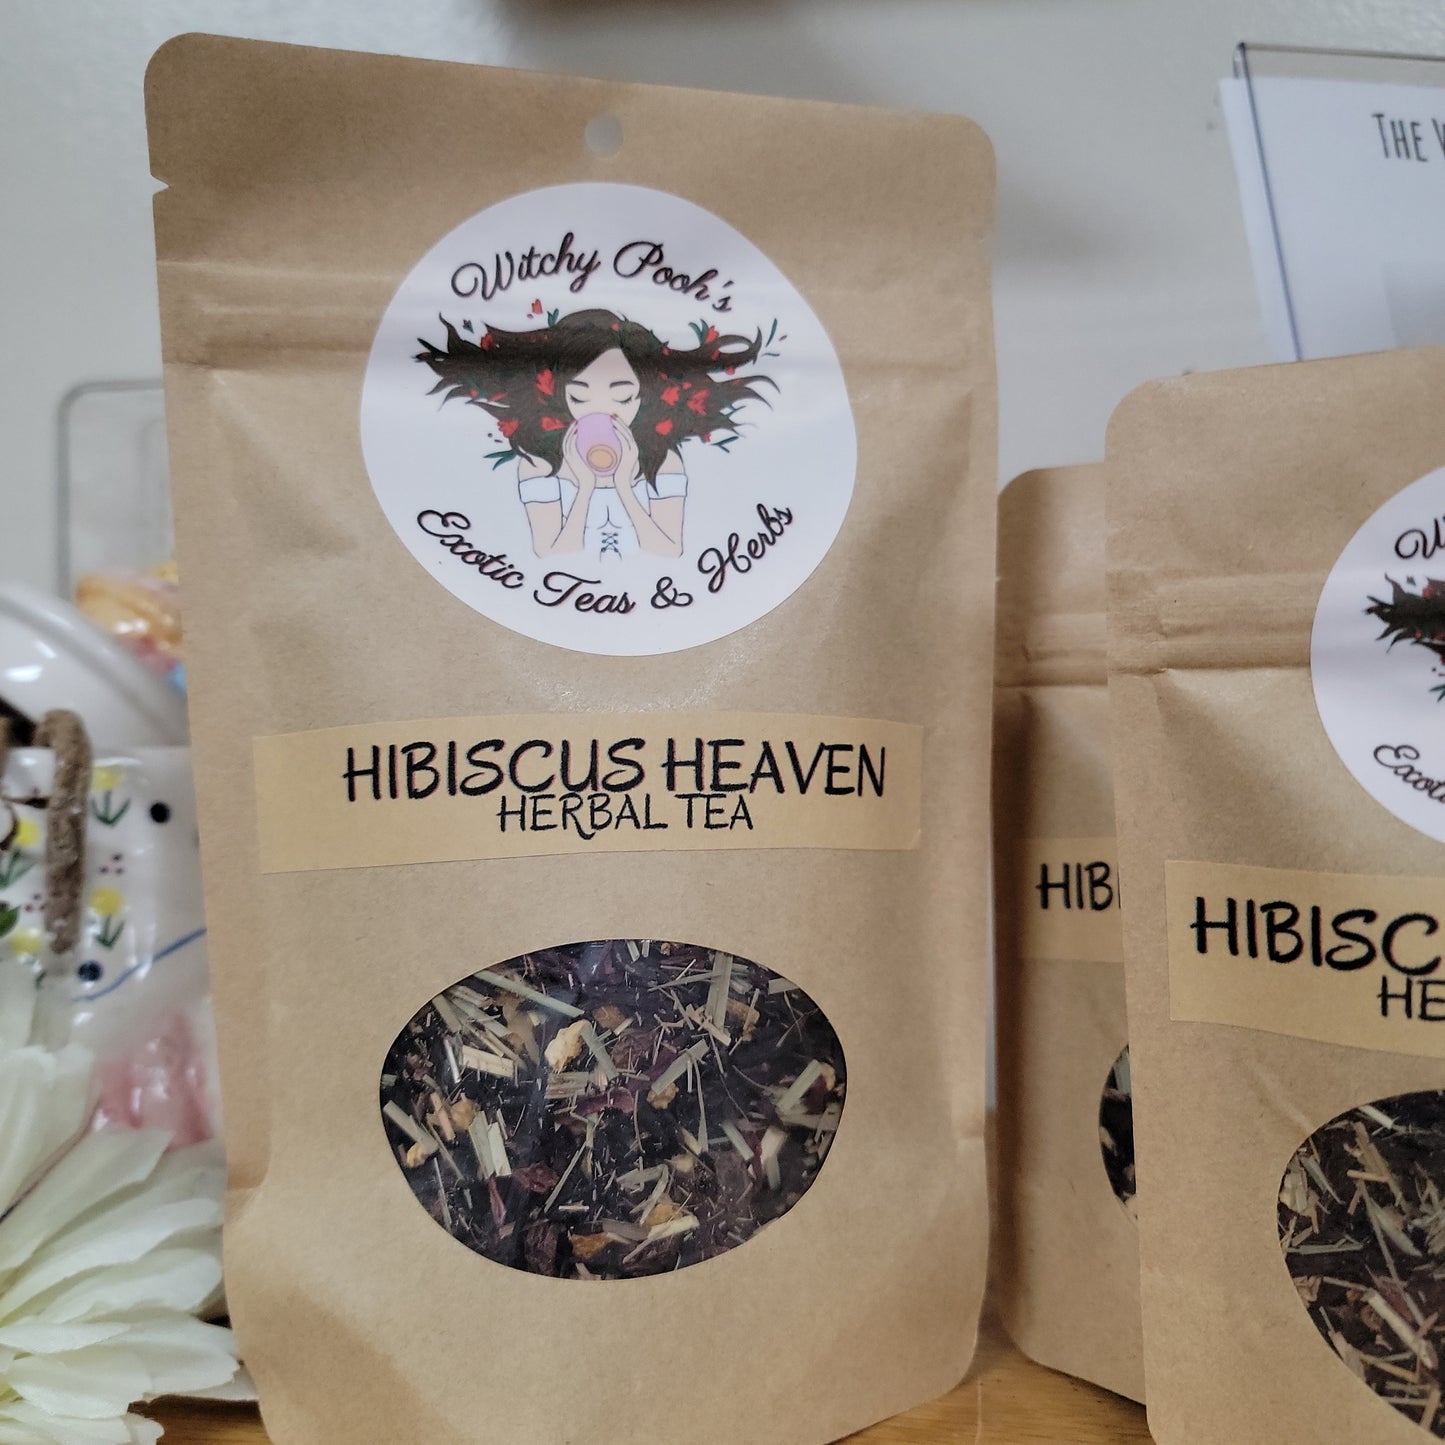 Witchy Pooh's
Exotic Teas & Herbs
HIBISCUS HEAVEN
HERBAL TEA
THE
HIB
HIBISC
HE